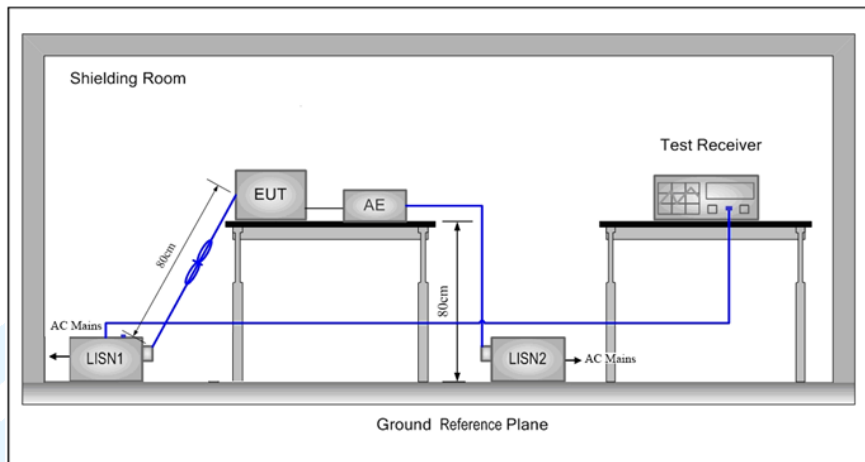 Shielding Room
Test Receiver
EUT
AE
80cm
80cm
AC Mains
LISN1
LISN2
AC Mains
Ground Reference Plane